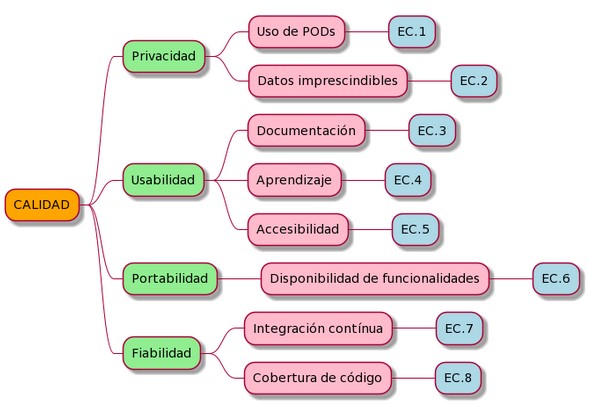 CALIDAD
Privacidad
Uso de PODs
EC.1
Datos imprescindibles
EC.2
Usabilidad
Documentación
EC.3
Aprendizaje
EC.4
Accesibilidad
EC.5
Portabilidad
Disponibilidad de funcionalidades
EC.6
Fiabilidad
Integración contínua
EC.7
Cobertura de código
EC.8